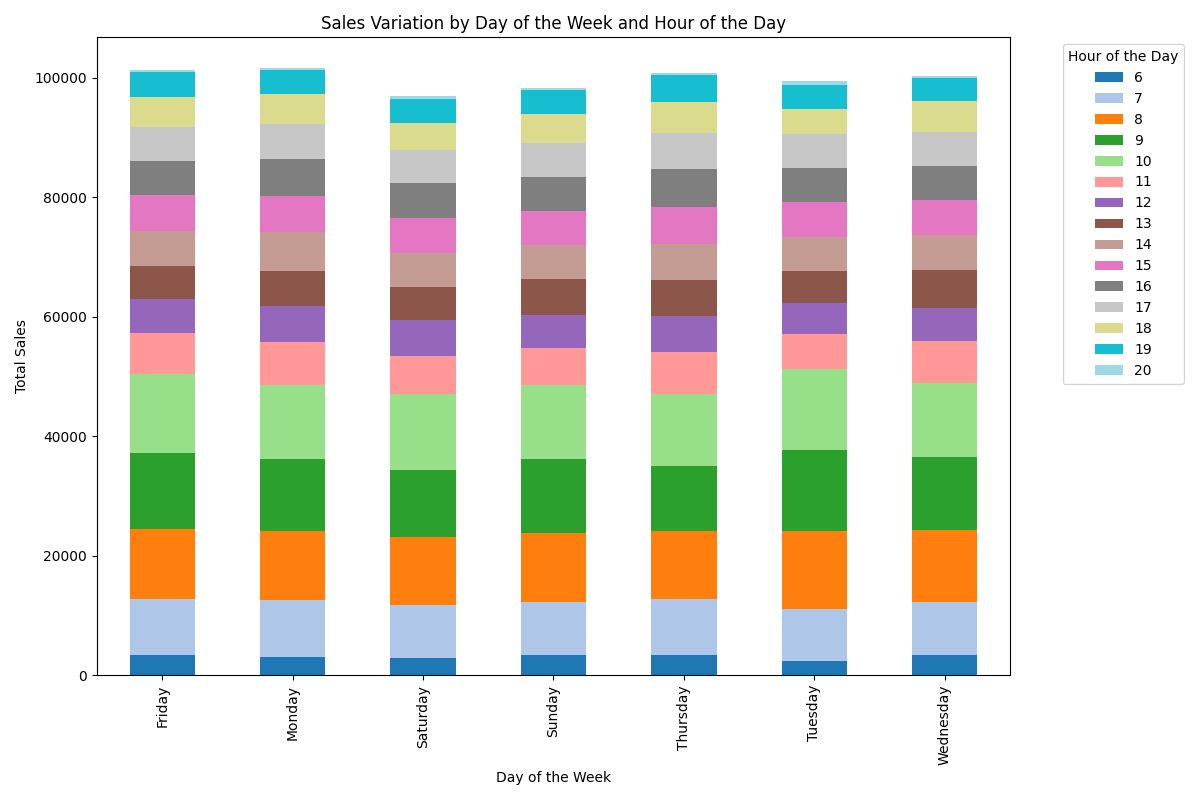 Sales Variation by Day of the Week and Hour of the Day
Total Sales
100000
80000
60000
40000
20000
0
Friday
Monday
Saturday
Sunday
Thursday
Tuesday
Wednesday
Day of the Week
Hour of the Day
6
7
8
9
10
11
12
13
14
15
16
17
18
19
20